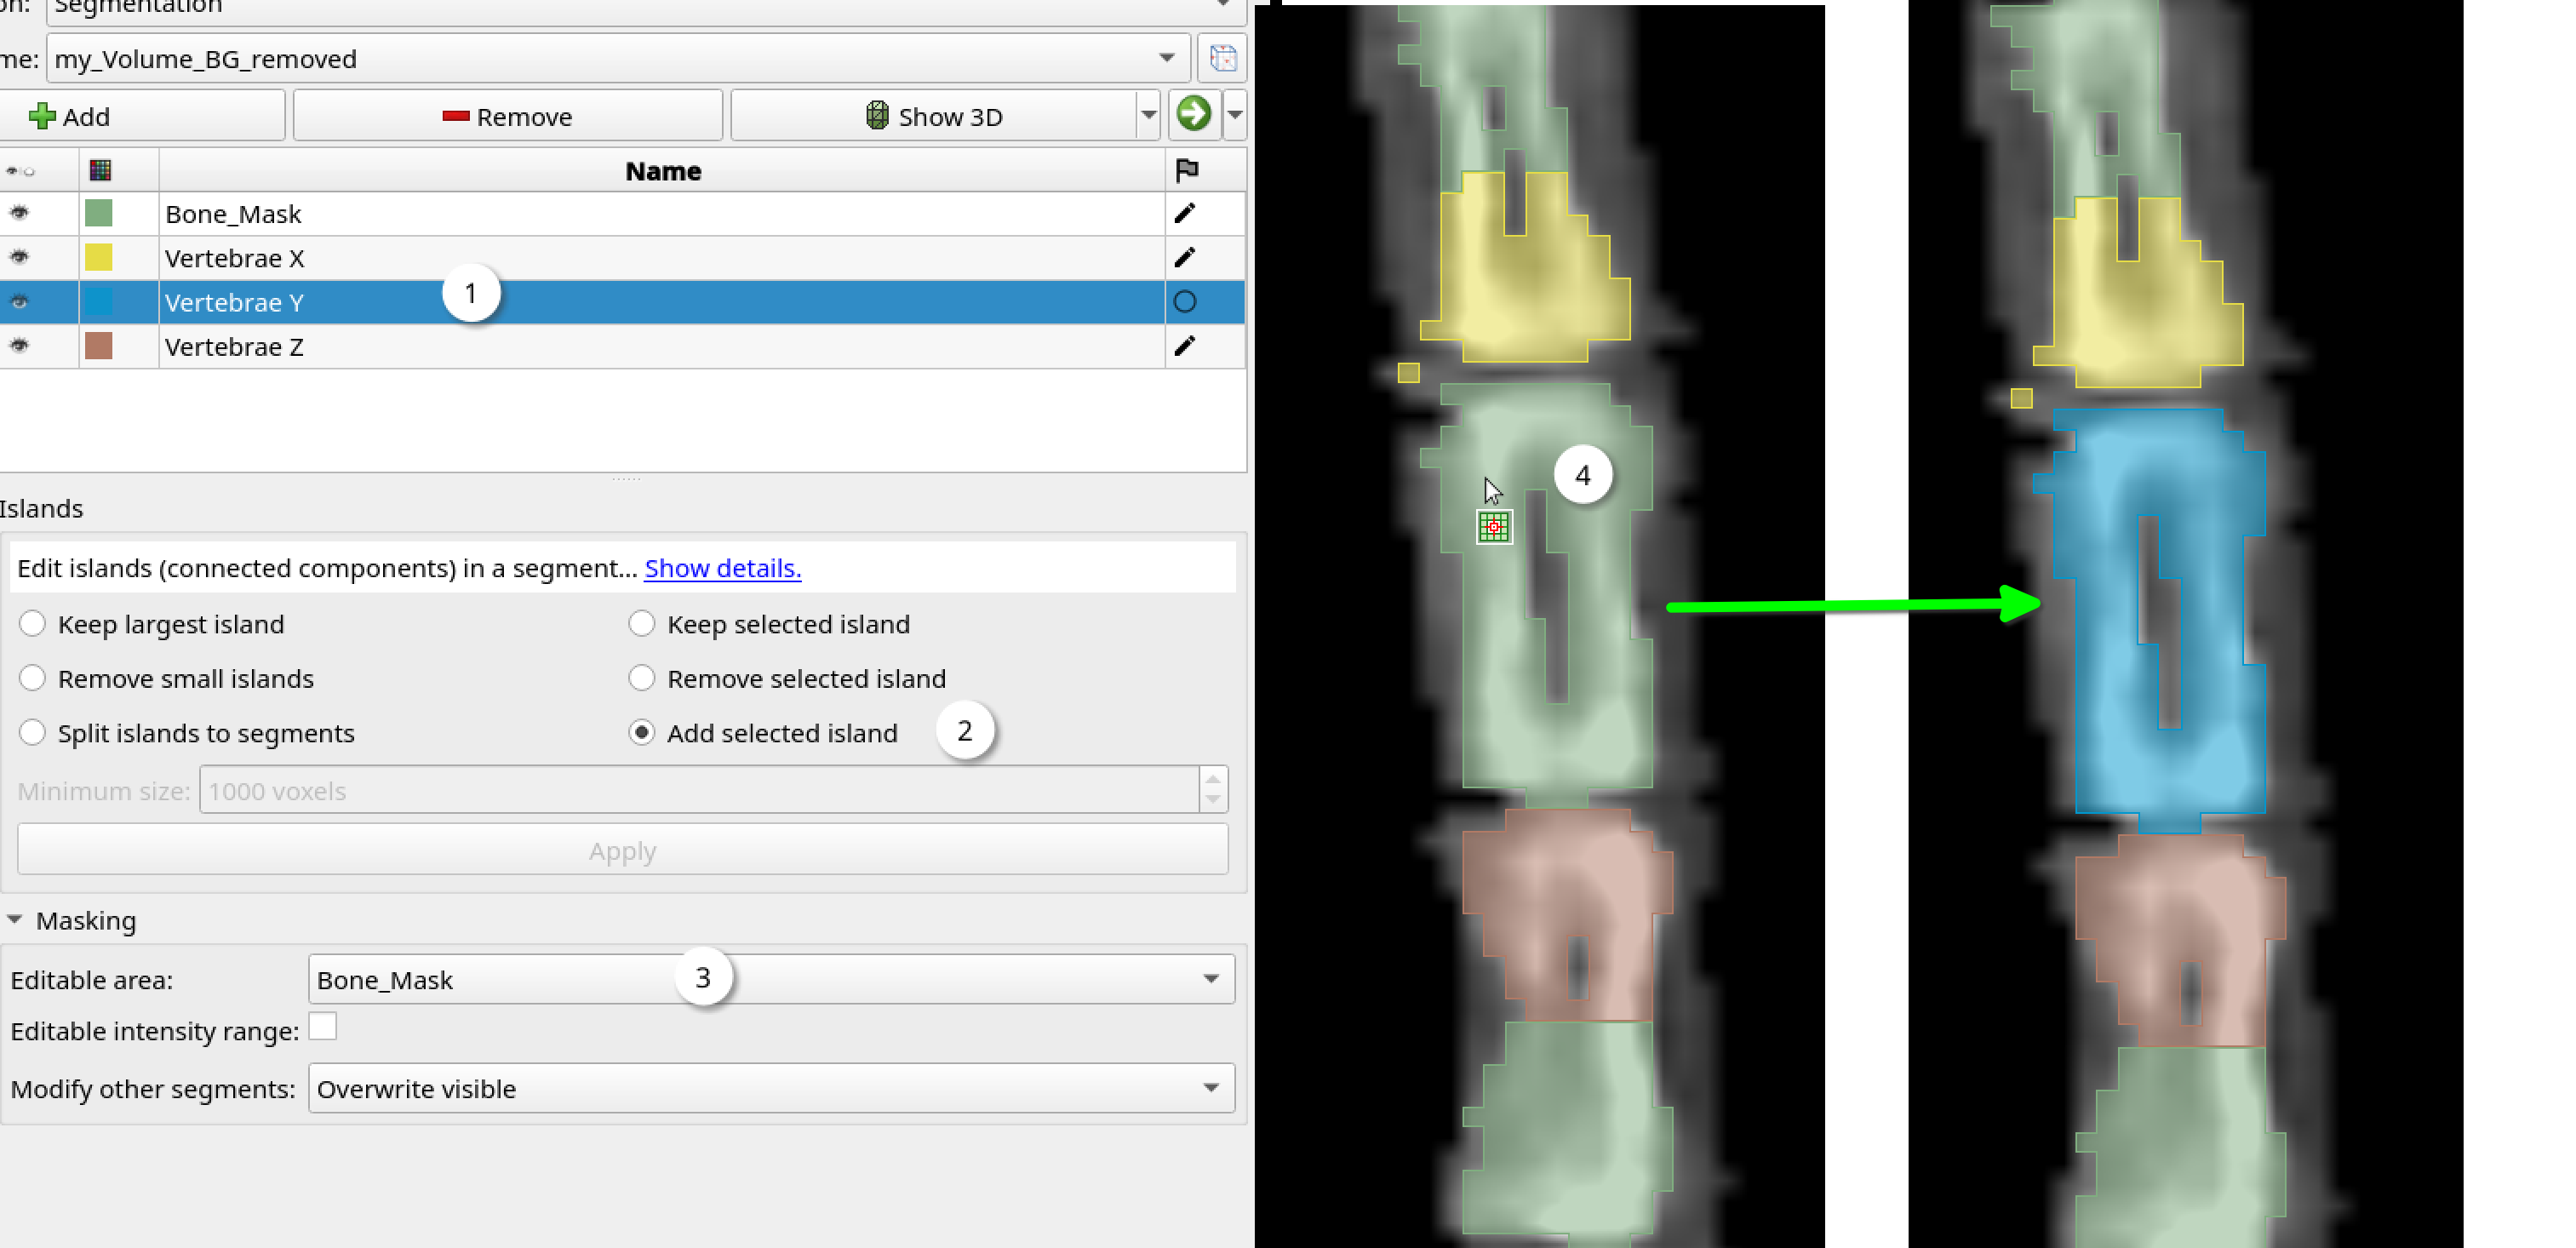 on: Segmentation
me: my_Volume_BG_removed
Add Remove Show 3D
Name
Bone_Mask
Vertebrae X
1
Vertebrae Y
Vertebrae Z
Islands
Edit islands (connected components) in a segment... Show details.
Keep largest island Keep selected island
Remove small islands Remove selected island
Split islands to segments Add selected island 2
Minimum size: 1000 voxels
Apply
Masking
Editable area: Bone_Mask 3
Editable intensity range:
Modify other segments: Overwrite visible
4